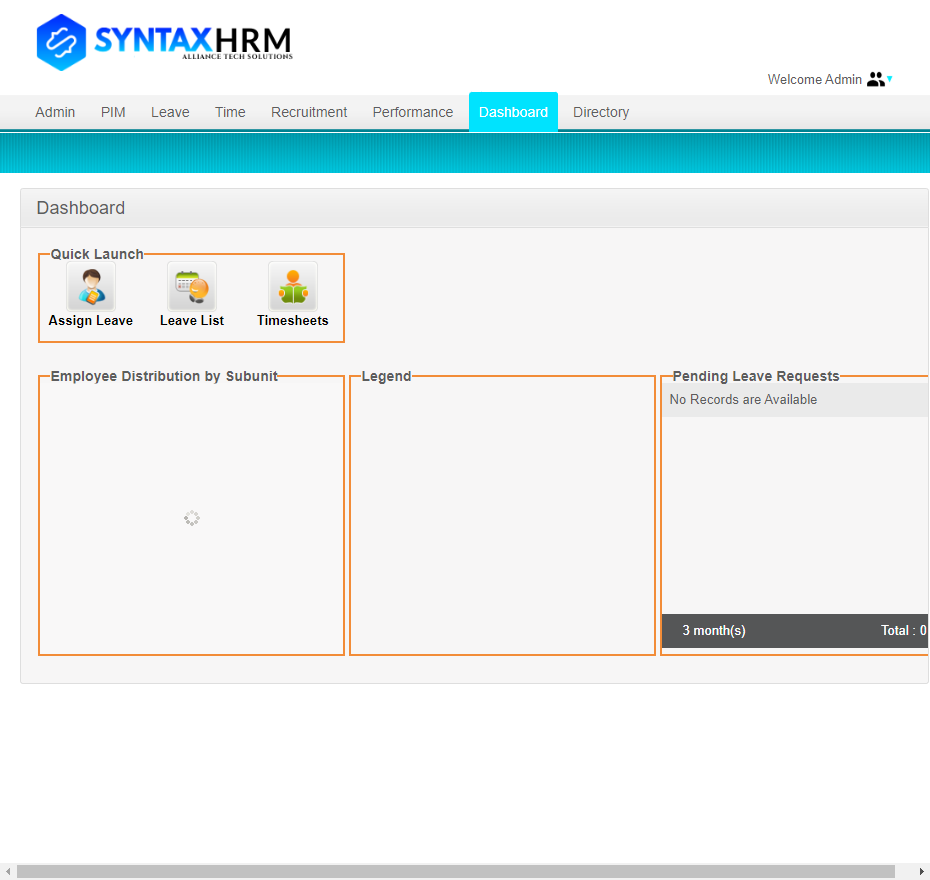 SYNTAXHRM
ALLIANCE TECH SOLUTIONS
Welcome Admin
Admin PIM Leave Time Recruitment Performance Dashboard Directory
Dashboard
Quick Launch
Assign Leave Leave List Timesheets
Employee Distribution by Subunit Legend Pending Leave Requests
No Records are Available
3 month(s) Total : 0